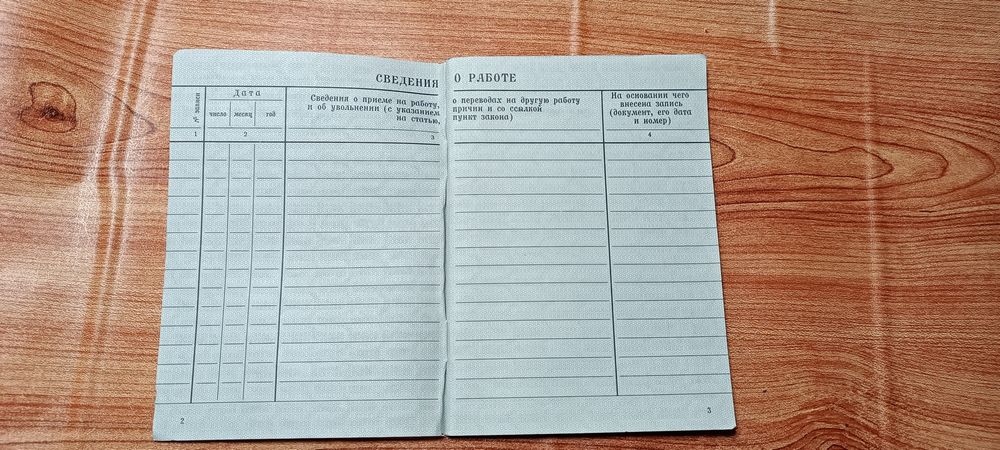 СВЕДЕНИЯ О РАБОТЕ
№ записи
Дата
число месяц год
Сведения о приеме на работу, о переводах на другую работу
и об увольнении (с указанием причин и со ссылкой
на статью, пункт закона)
На основании чего
внесена запись
(документ, его дата
и номер)
1 2 3 4
2
3